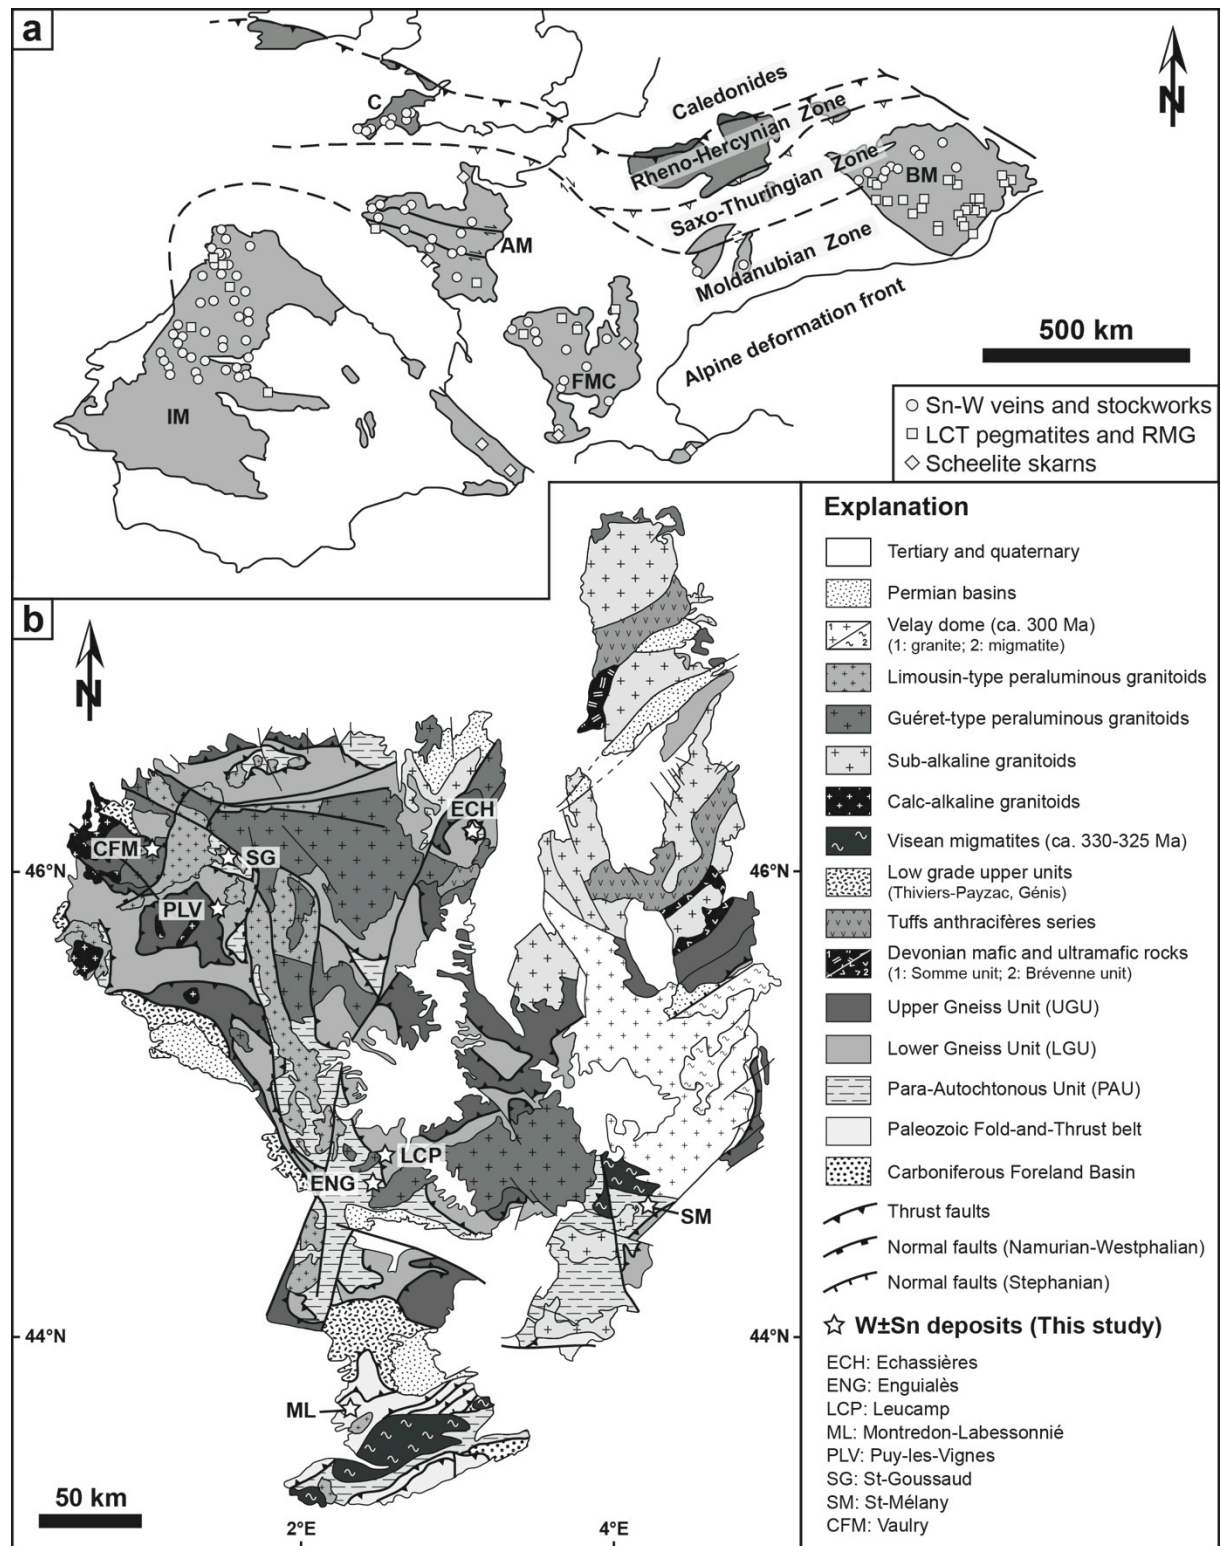 a
N
C
Caledonides
Rheno-Hercynian Zone
Saxo-Thuringian Zone
BM
AM
Moldanubian Zone
Alpine deformation front
500 km
FMC
IM
Sn-W veins and stockworks
LCT pegmatites and RMG
Scheelite skarns
b
N
Explanation
Tertiary and quaternary
Permian basins
1
2
Velay dome (ca. 300 Ma)
(1: granite; 2: migmatite)
Limousin-type peraluminous granitoids
Guéret-type peraluminous granitoids
Sub-alkaline granitoids
Calc-alkaline granitoids
Visean migmatites (ca. 330-325 Ma)
Low grade upper units
(Thiviers-Payzac, Génis)
Tuffs anthracifères series
1
2
Devonian mafic and ultramafic rocks
(1: Somme unit; 2: Brévenne unit)
Upper Gneiss Unit (UGU)
Lower Gneiss Unit (LGU)
Para-Autochtonous Unit (PAU)
Paleozoic Fold-and-Thrust belt
Carboniferous Foreland Basin
Thrust faults
Normal faults (Namurian-Westphalian)
Normal faults (Stephanian)
W±Sn deposits (This study)
ECH: Echassières
ENG: Enguialès
LCP: Leucamp
ML: Montredon-Labessonnié
PLV: Puy-les-Vignes
SG: St-Goussaud
SM: St-Mélany
CFM: Vaulry
ECH
CFM
SG
46°N
46°N
PLV
LCP
ENG
SM
44°N
44°N
ML
50 km
2°E
4°E